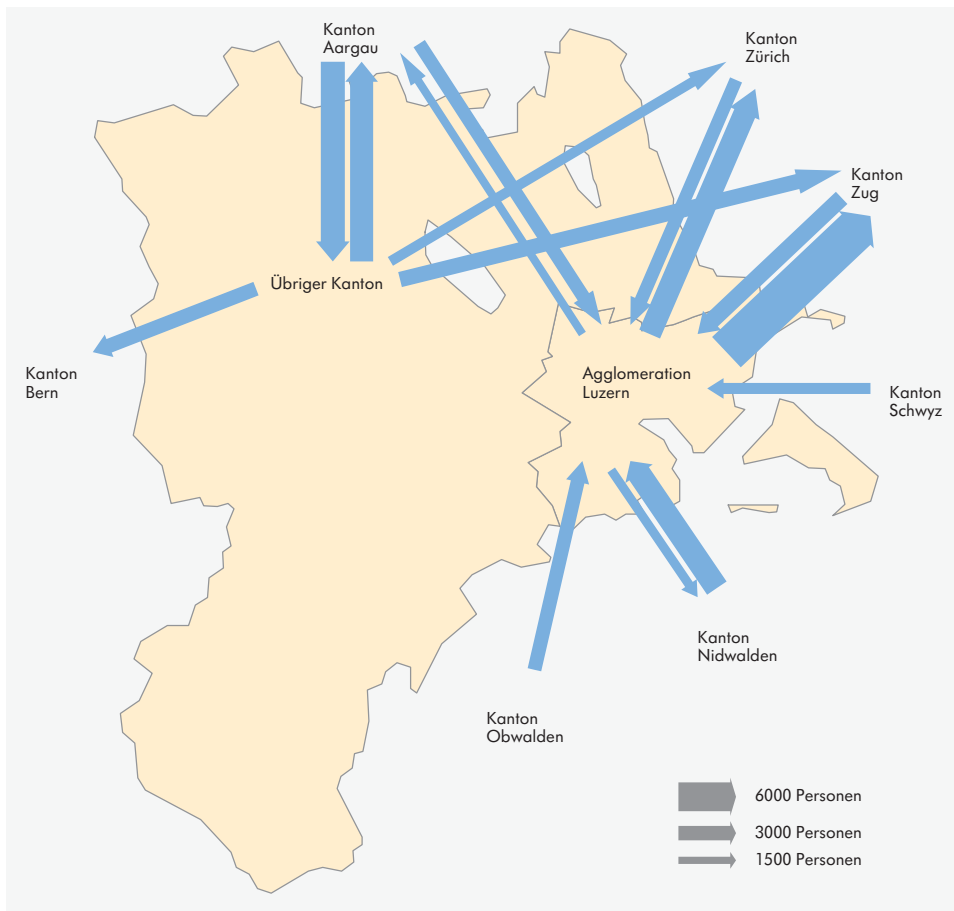 Kanton
Aargau
Kanton
Zürich
Kanton
Zug
Übriger Kanton
Kanton
Bern
Agglomeration
Luzern
Kanton
Schwyz
Kanton
Nidwalden
Kanton
Obwalden
6000 Personen
3000 Personen
1500 Personen